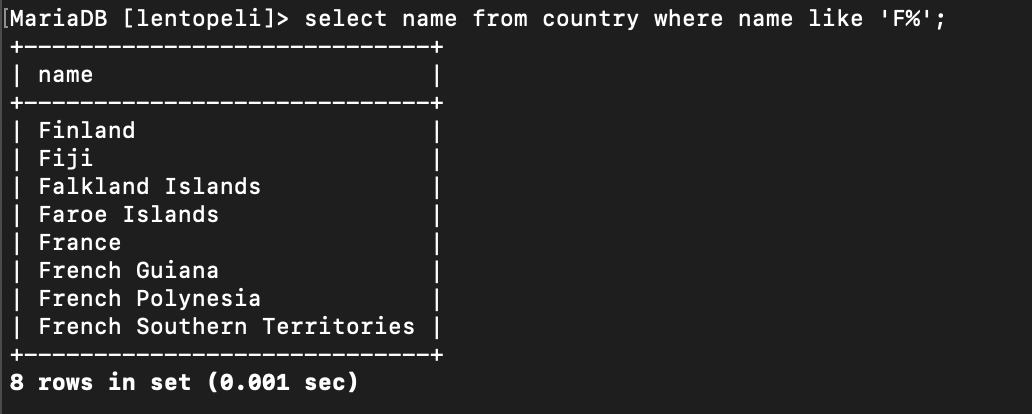 [MariaDB [lentopeli]> select name from country where name like 'F%';
+-----------------------------+
| name                        |
+-----------------------------+
| Finland                     |
| Fiji                        |
| Falkland Islands            |
| Faroe Islands               |
| France                      |
| French Guiana               |
| French Polynesia            |
| French Southern Territories |
+-----------------------------+
8 rows in set (0.001 sec)